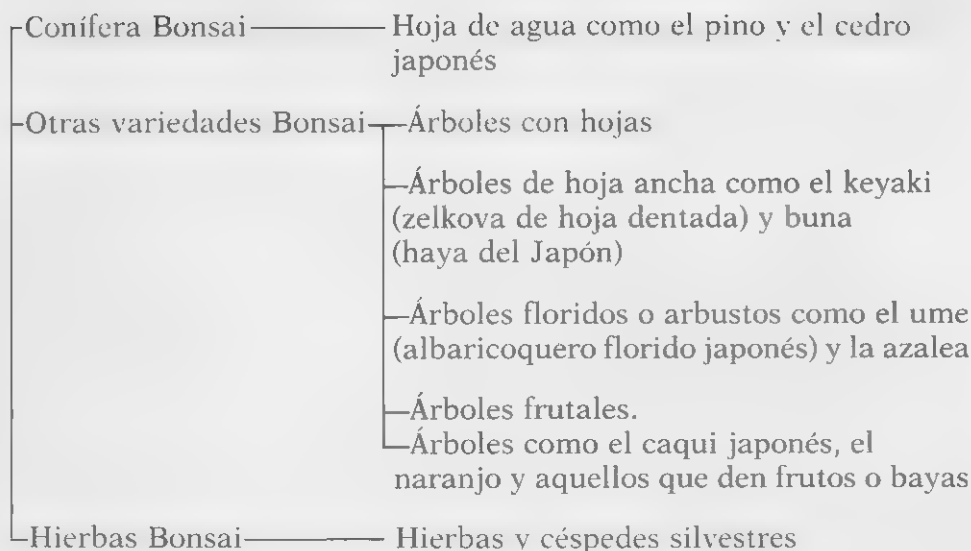 Conífera Bonsai Hoja de agua como el pino y el cedro
japonés
Otras variedades Bonsai Árboles con hojas
Árboles de hoja ancha como el keyaki
(zelkova de hoja dentada) y buna
(haya del Japón)
Árboles floridos o arbustos como el ume
(albaricoquero florido japonés) y la azalea
Árboles frutales.
Árboles como el caqui japonés, el
naranjo y aquellos que den frutos o bayas
Hierbas Bonsai Hierbas y céspedes silvestres